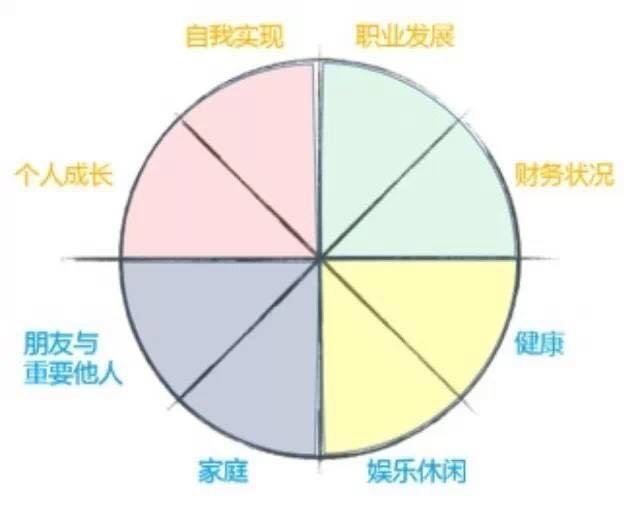 自我实现
职业发展
个人成长
财务状况
朋友与
重要他人
健康
家庭
娱乐休闲